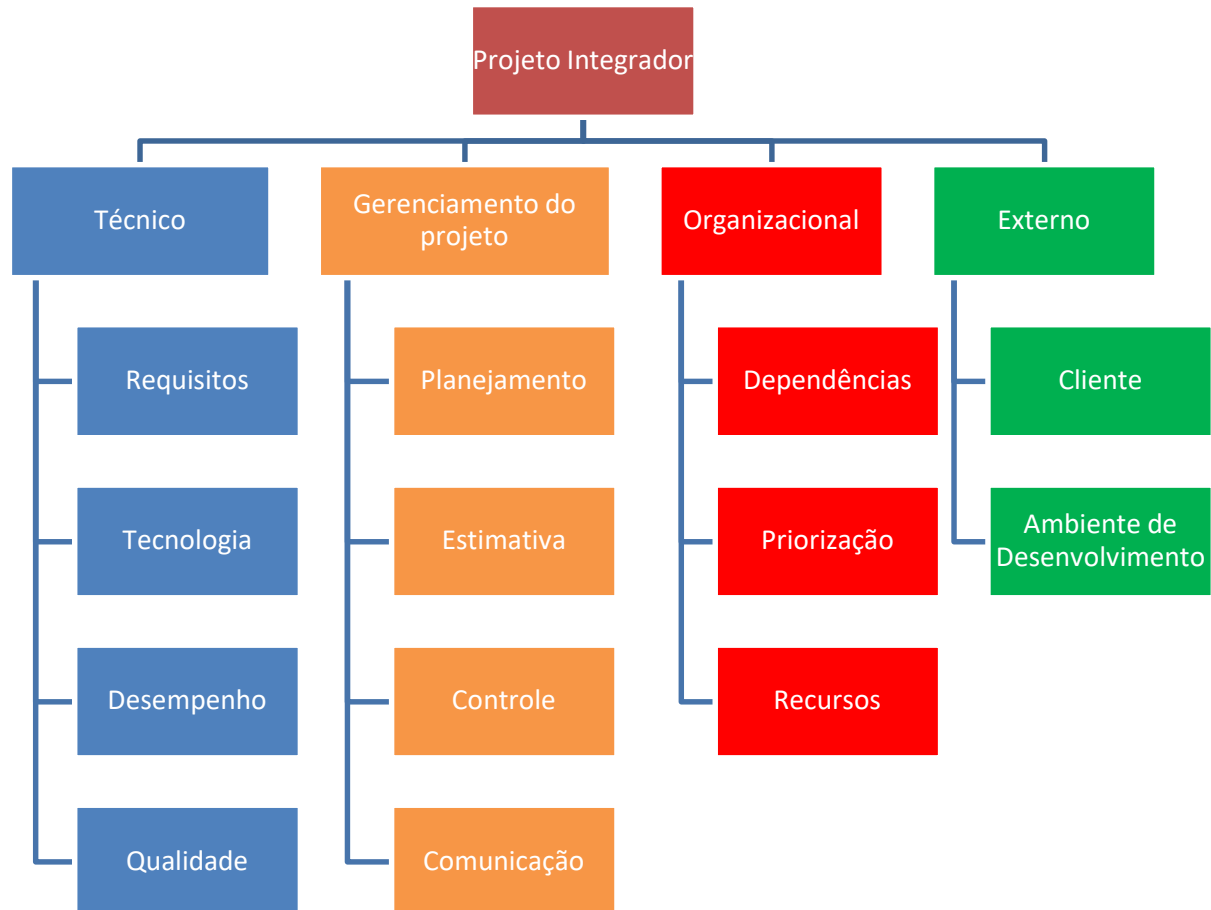 Projeto Integrador
Técnico
Gerenciamento do
projeto
Organizacional
Externo
Requisitos
Planejamento
Dependências
Cliente
Tecnologia
Estimativa
Priorização
Ambiente de
Desenvolvimento
Desempenho
Controle
Recursos
Qualidade
Comunicação